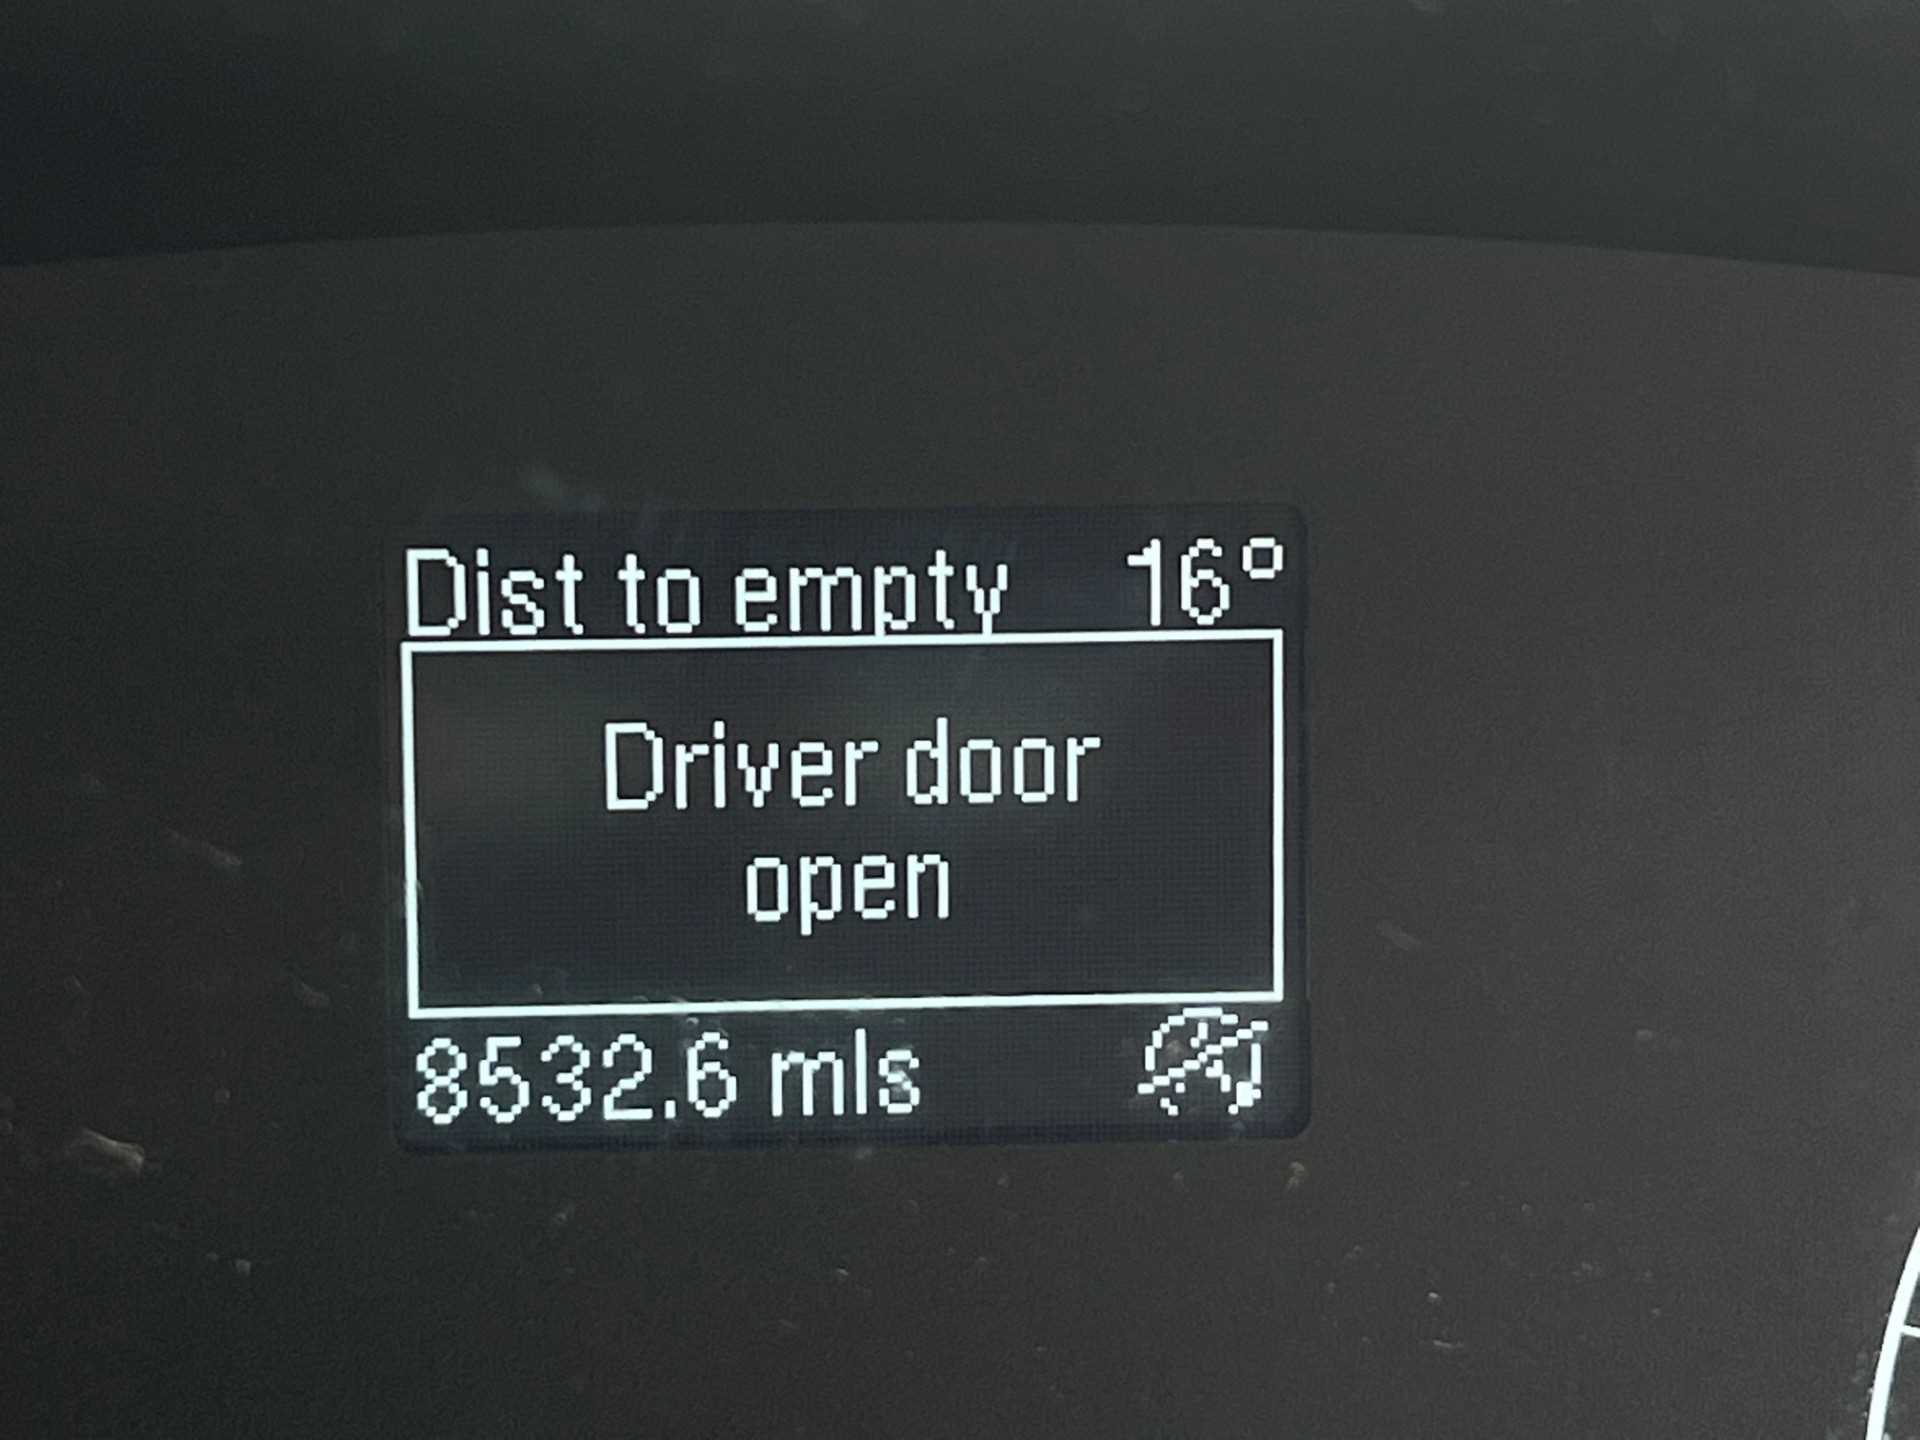 Dist to empty 16°
Driver door
open
8532.6 mls